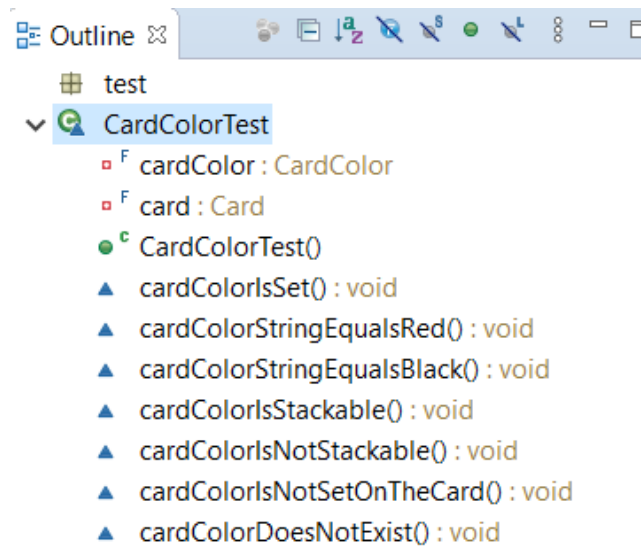 Outline
test
CardColorTest
F cardColor : CardColor
F card : Card
C CardColorTest()
cardColorIsSet() : void
cardColorStringEqualsRed() : void
cardColorStringEqualsBlack() : void
cardColorIsStackable() : void
cardColorIsNotStackable() : void
cardColorIsNotSetOnTheCard() : void
cardColorDoesNotExist() : void